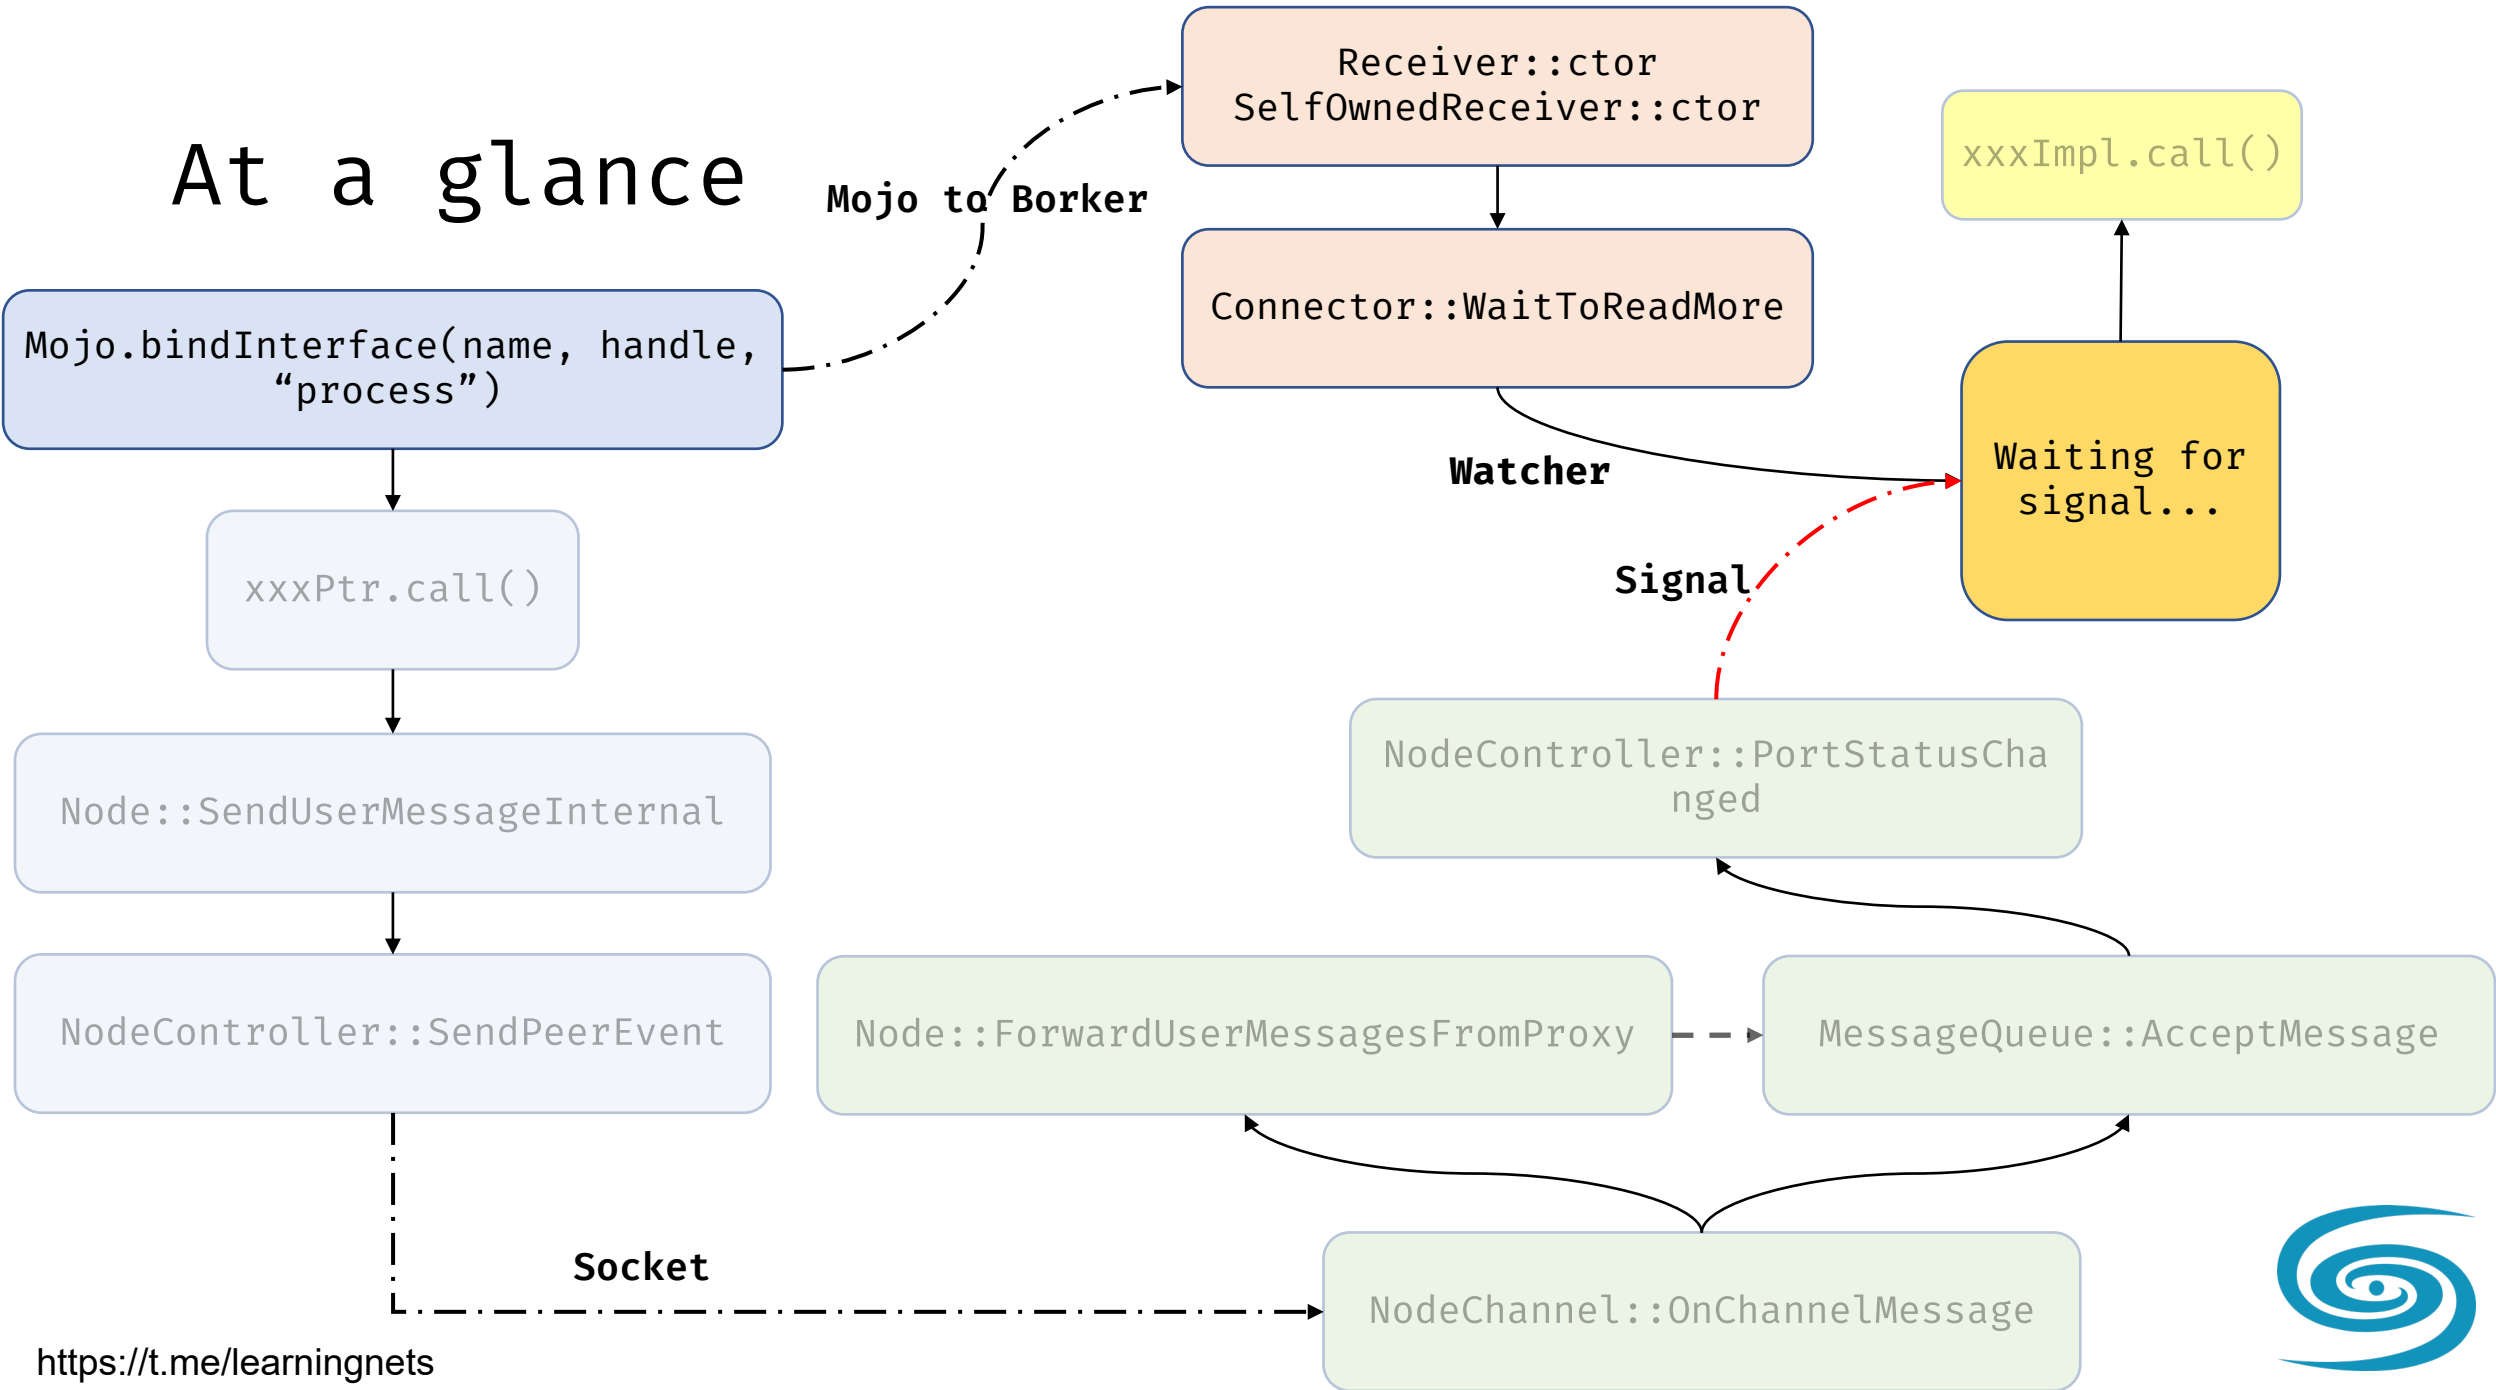 At a glance
Mojo to Borker
Receiver::ctor
SelfOwnedReceiver::ctor
xxxImpl.call()
Connector::WaitToReadMore
Mojo.bindInterface(name, handle,
“process”)
Watcher
Waiting for
signal...
Signal
xxxPtr.call()
NodeController::PortStatusCha
nged
Node::SendUserMessageInternal
NodeController::SendPeerEvent
Node::ForwardUserMessagesFromProxy
MessageQueue::AcceptMessage
Socket
NodeChannel::OnChannelMessage
https://t.me/learningnets